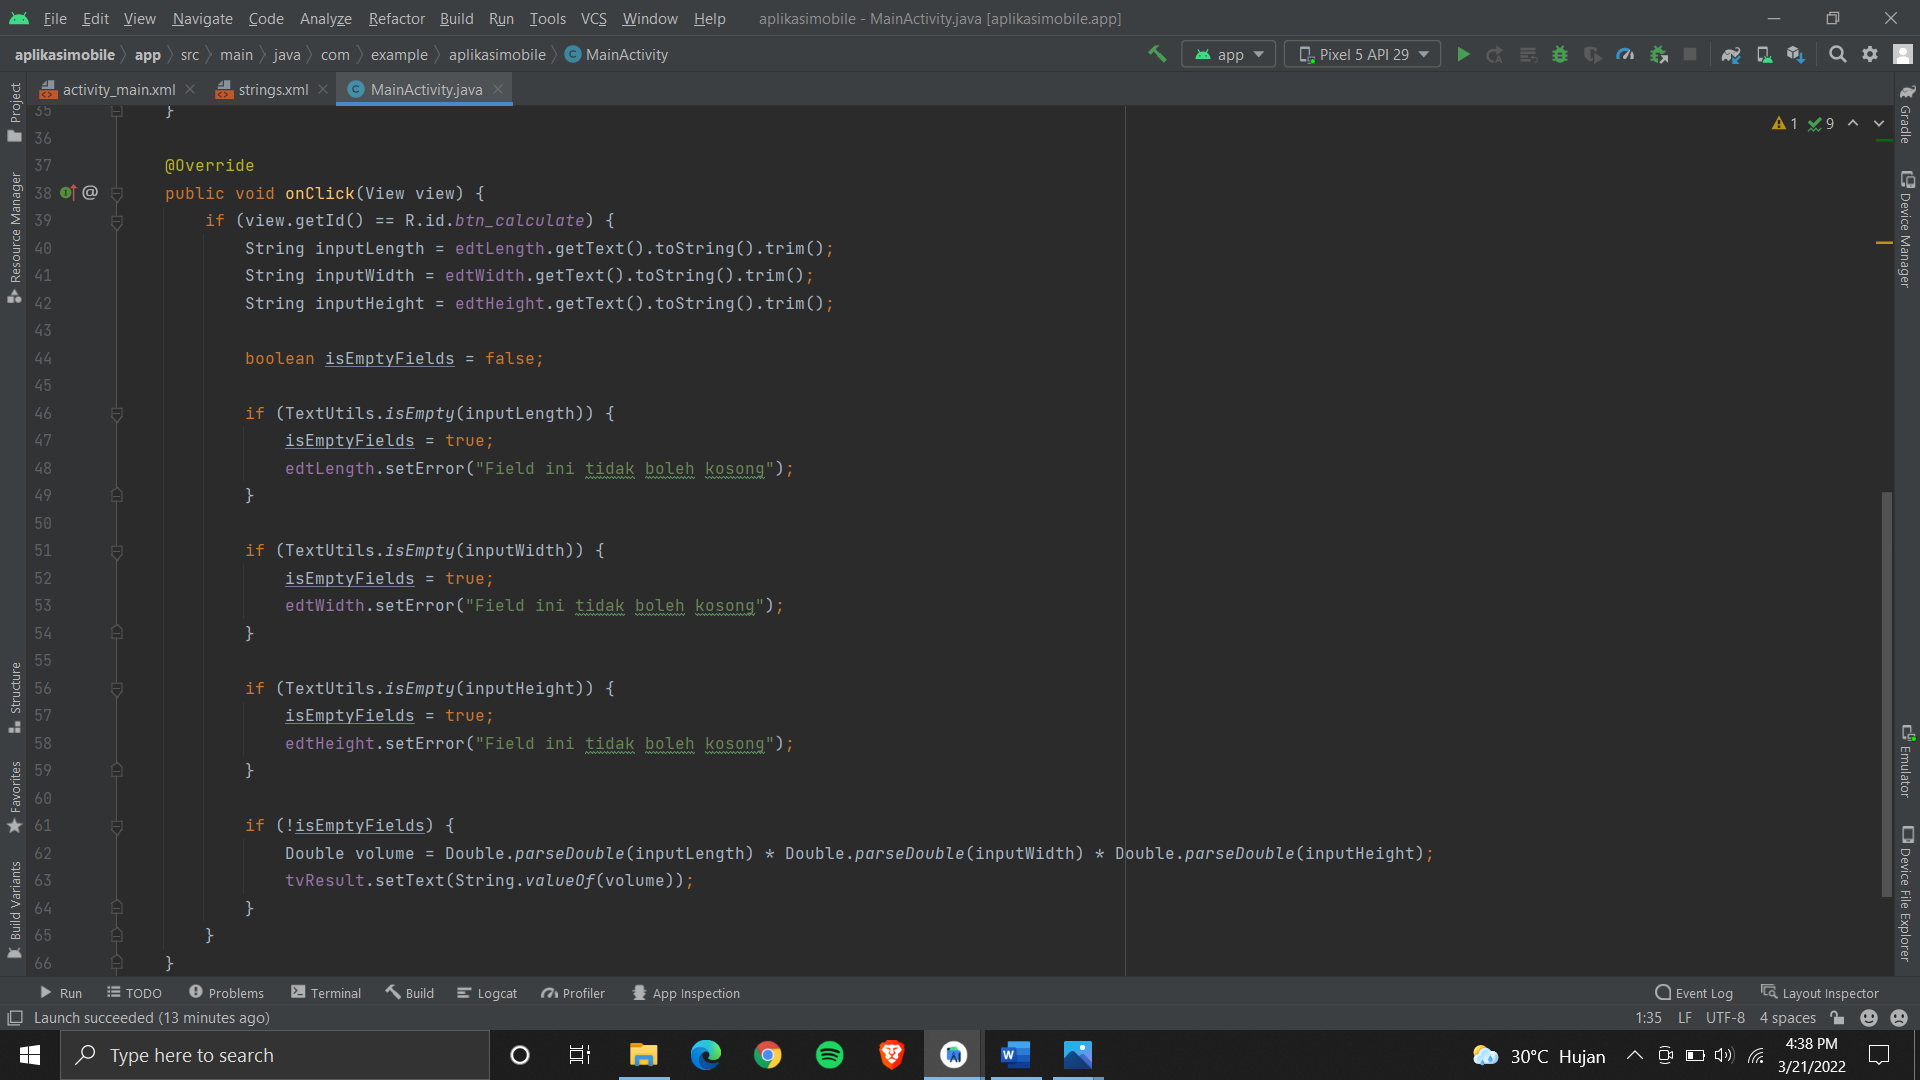 File Edit View Navigate Code Analyze Refactor Build Run Tools VCS Window Help aplikasimobile - MainActivity.java [aplikasimobile.app]
aplikasimobile app src main java com example aplikasimobile MainActivity app Pixel 5 API 29
activity_main.xml strings.xml MainActivity.java
Project
Resource Manager
Structure
Favorites
Build Variants
1 9
35 }
36
37 @Override
38 public void onClick(View view) {
39 if (view.getId() == R.id.btn_calculate) {
40 String inputLength = edtLength.getText().toString().trim();
41 String inputWidth = edtWidth.getText().toString().trim();
42 String inputHeight = edtHeight.getText().toString().trim();
43
44 boolean isEmptyFields = false;
45
46 if (TextUtils.isEmpty(inputLength)) {
47 isEmptyFields = true;
48 edtLength.setError("Field ini tidak boleh kosong");
49 }
50
51 if (TextUtils.isEmpty(inputWidth)) {
52 isEmptyFields = true;
53 edtWidth.setError("Field ini tidak boleh kosong");
54 }
55
56 if (TextUtils.isEmpty(inputHeight)) {
57 isEmptyFields = true;
58 edtHeight.setError("Field ini tidak boleh kosong");
59 }
60
61 if (!isEmptyFields) {
62 Double volume = Double.parseDouble(inputLength) * Double.parseDouble(inputWidth) * Double.parseDouble(inputHeight);
63 tvResult.setText(String.valueOf(volume));
64 }
65 }
66 }
Gradle
Device Manager
Emulator
Device File Explorer
Run TODO Problems Terminal Build Logcat Profiler App Inspection Event Log Layout Inspector
Launch succeeded (13 minutes ago) 1:35 LF UTF-8 4 spaces
Type here to search 30°C Hujan 4:38 PM
3/21/2022